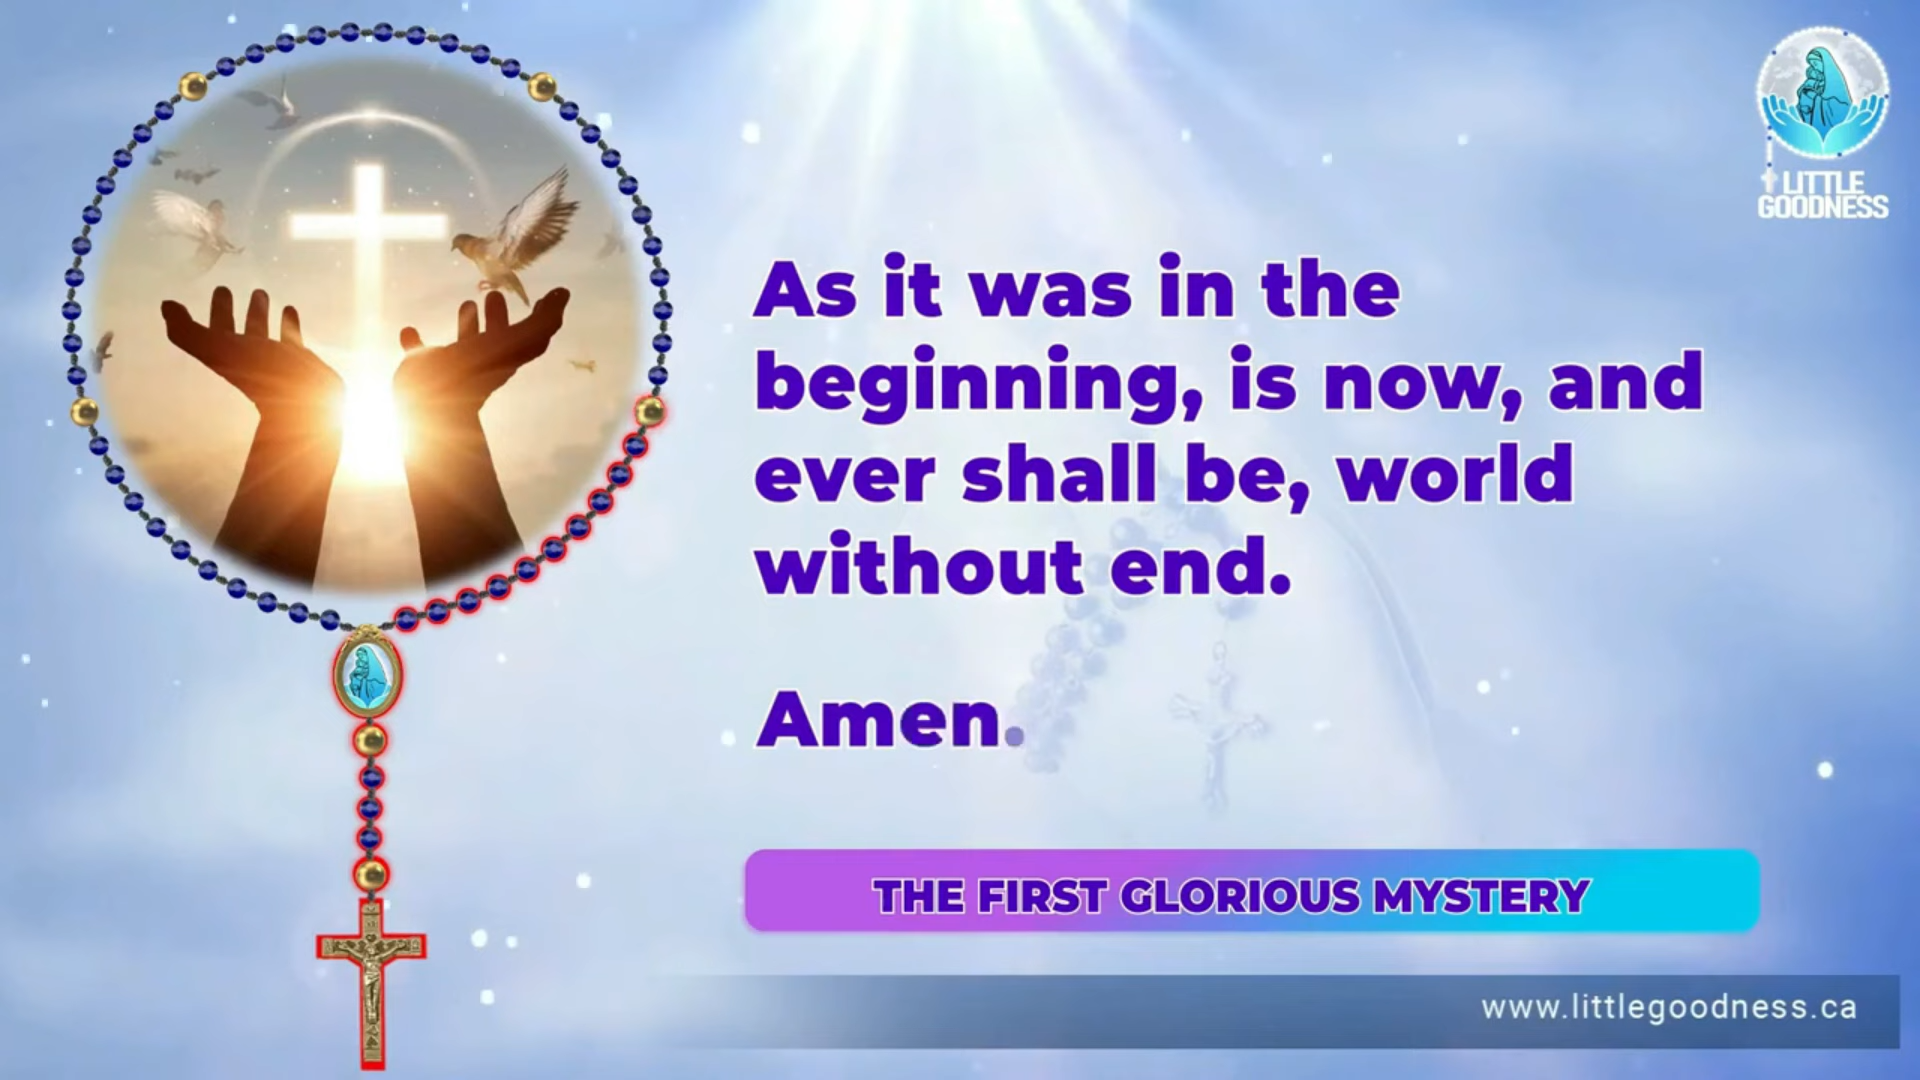 LITTLE
GOODNESS
As it was in the
beginning, is now, and
ever shall be, world
without end.
Amen.
THE FIRST GLORIOUS MYSTERY
www.littlegoodness.ca